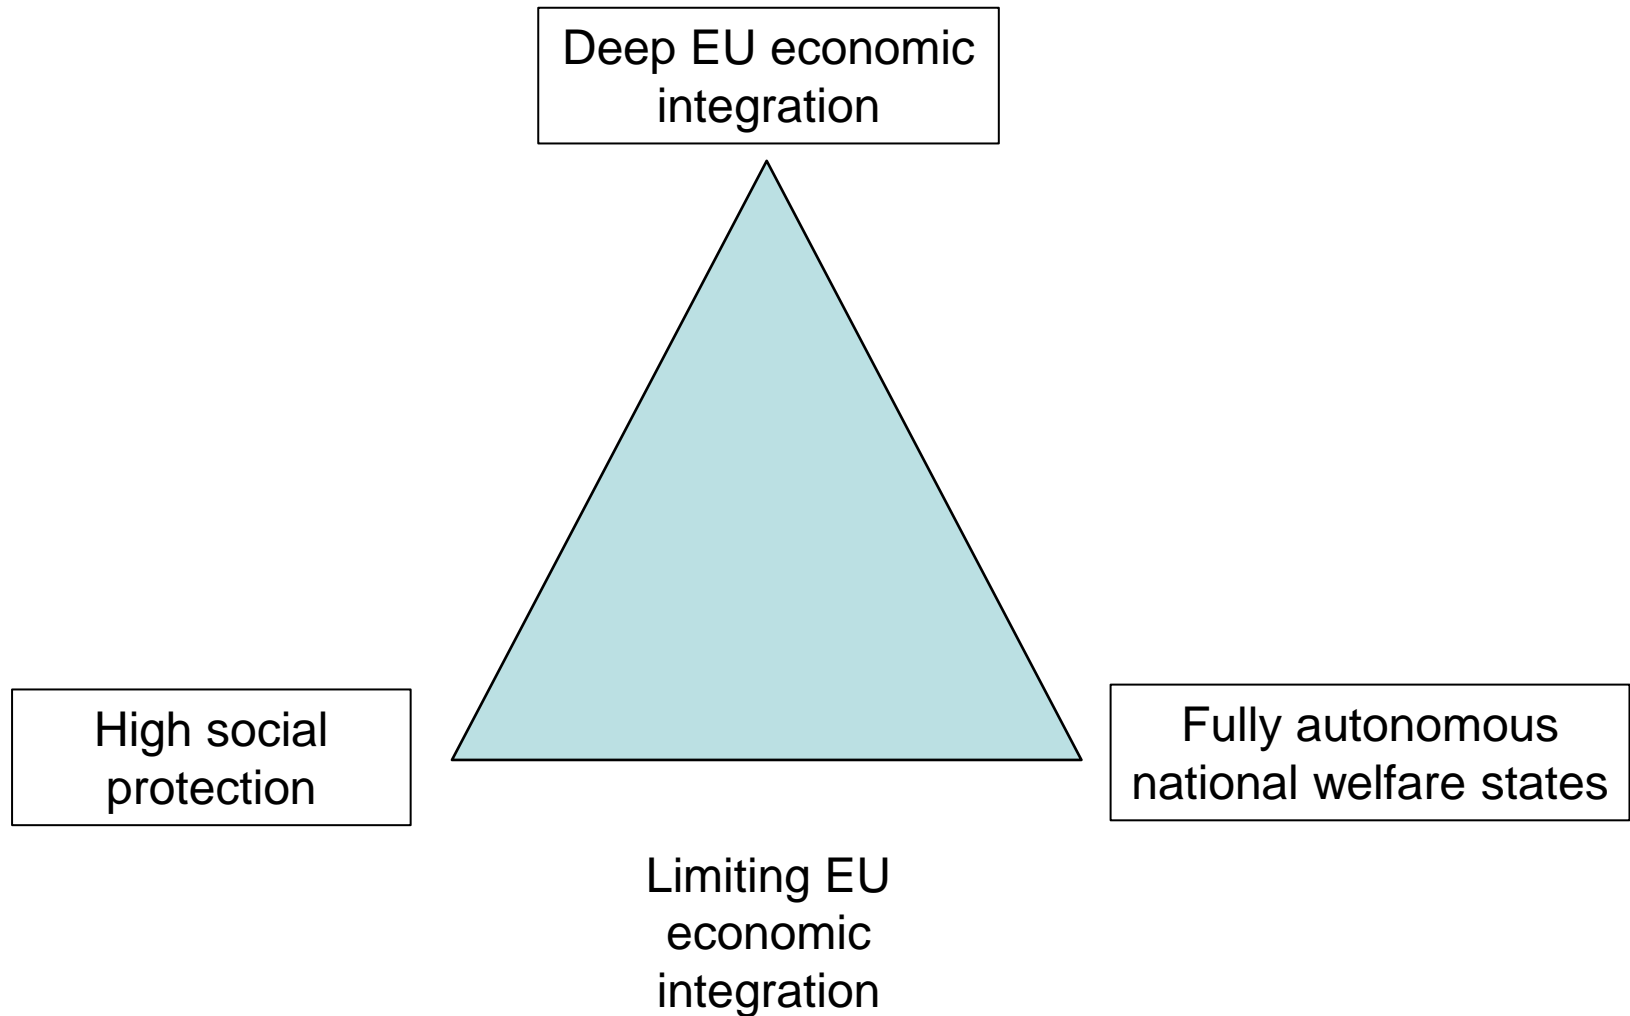 Deep EU economic
integration
High social
protection
Fully autonomous
national welfare states
Limiting EU
economic
integration